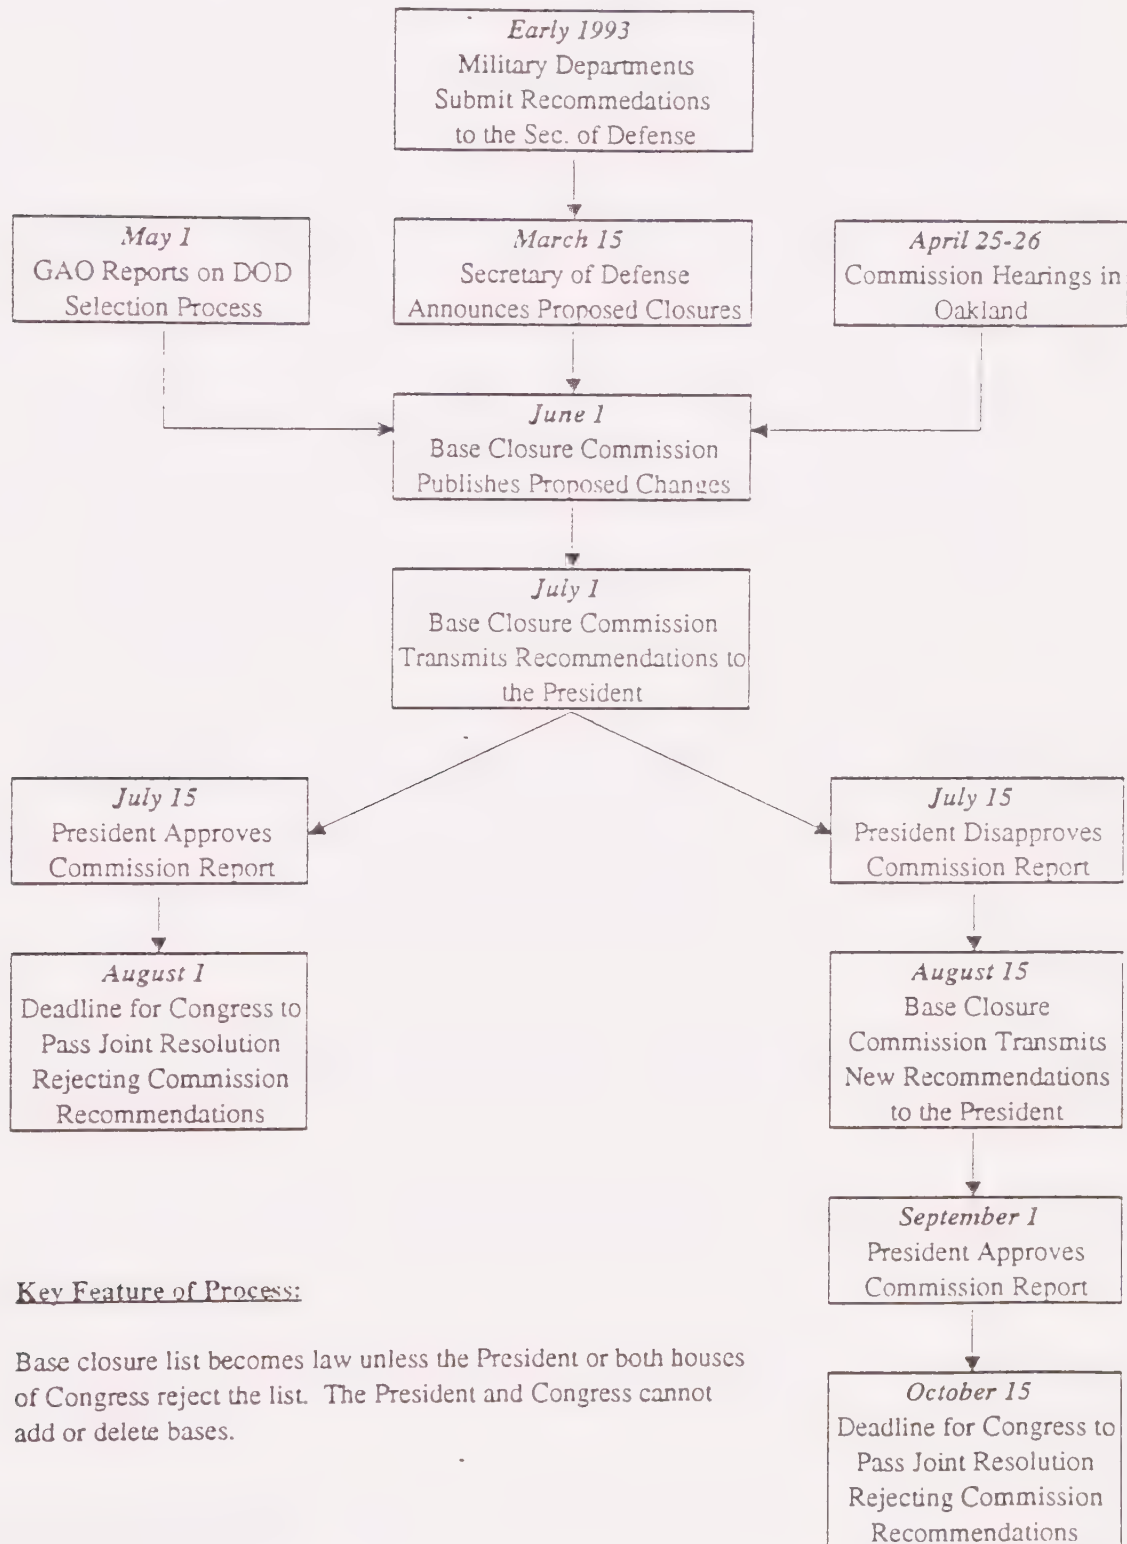 Early 1993
Military Departments
Submit Recommedations
to the Sec. of Defense
May 1
GAO Reports on DOD
Selection Process
March 15
Secretary of Defense
Announces Proposed Closures
April 25-26
Commission Hearings in
Oakland
June 1
Base Closure Commission
Publishes Proposed Changes
July 1
Base Closure Commission
Transmits Recommendations to
the President
July 15
President Approves
Commission Report
July 15
President Disapproves
Commission Report
August 1
Deadline for Congress to
Pass Joint Resolution
Rejecting Commission
Recommendations
August 15
Base Closure
Commission Transmits
New Recommendations
to the President
September 1
President Approves
Commission Report
Key Feature of Process:
Base closure list becomes law unless the President or both houses
of Congress reject the list. The President and Congress cannot
add or delete bases.
October 15
Deadline for Congress to
Pass Joint Resolution
Rejecting Commission
Recommendations